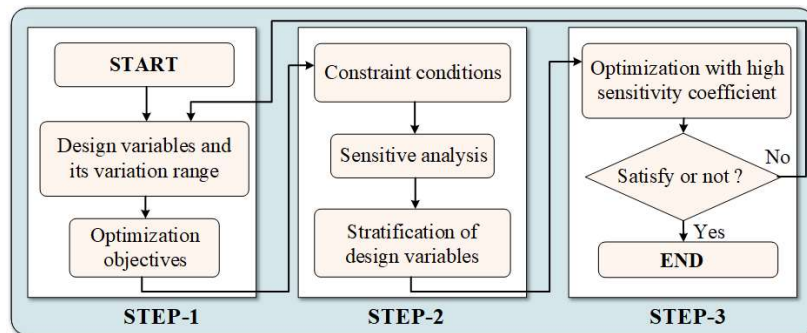 START
Design variables and
its variation range
Optimization
objectives
STEP-1
Constraint conditions
Sensitive analysis
Stratification of
design variables
STEP-2
Optimization with high
sensitivity coefficient
Satisfy or not ?
No
Yes
END
STEP-3